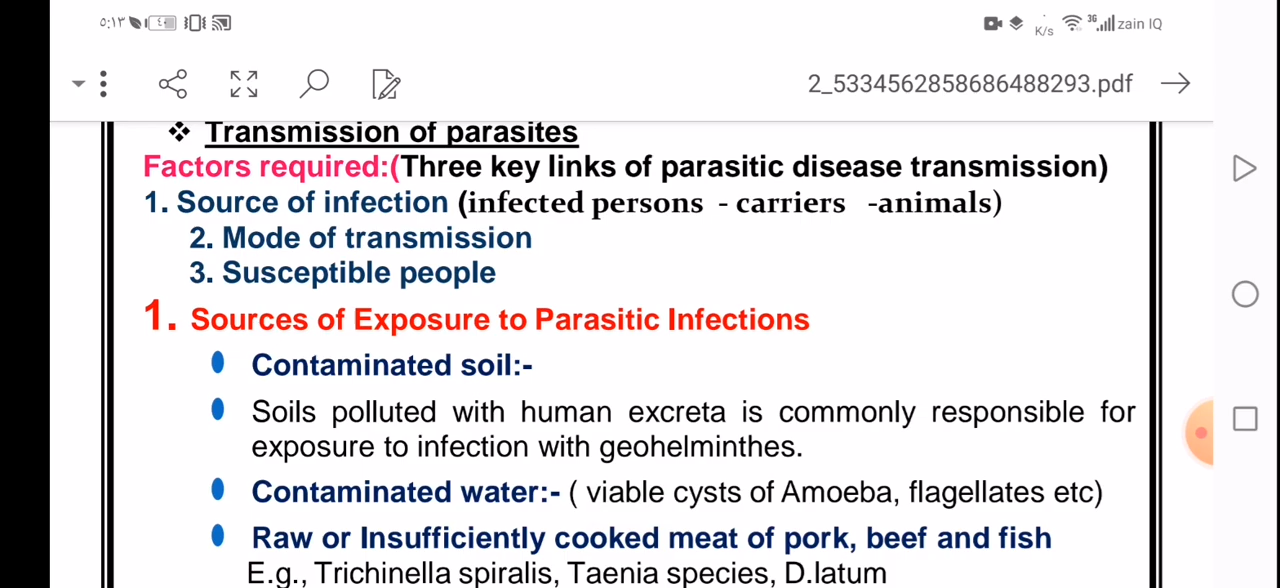 ٥:١٣
K/s 3G zain IQ
2_5334562858686488293.pdf
❖ Transmission of parasites
Factors required:(Three key links of parasitic disease transmission)
1. Source of infection (infected persons - carriers -animals)
2. Mode of transmission
3. Susceptible people
1. Sources of Exposure to Parasitic Infections
Contaminated soil:-
Soils polluted with human excreta is commonly responsible for
exposure to infection with geohelminthes.
Contaminated water:- ( viable cysts of Amoeba, flagellates etc)
Raw or Insufficiently cooked meat of pork, beef and fish
E.g., Trichinella spiralis, Taenia species, D.latum